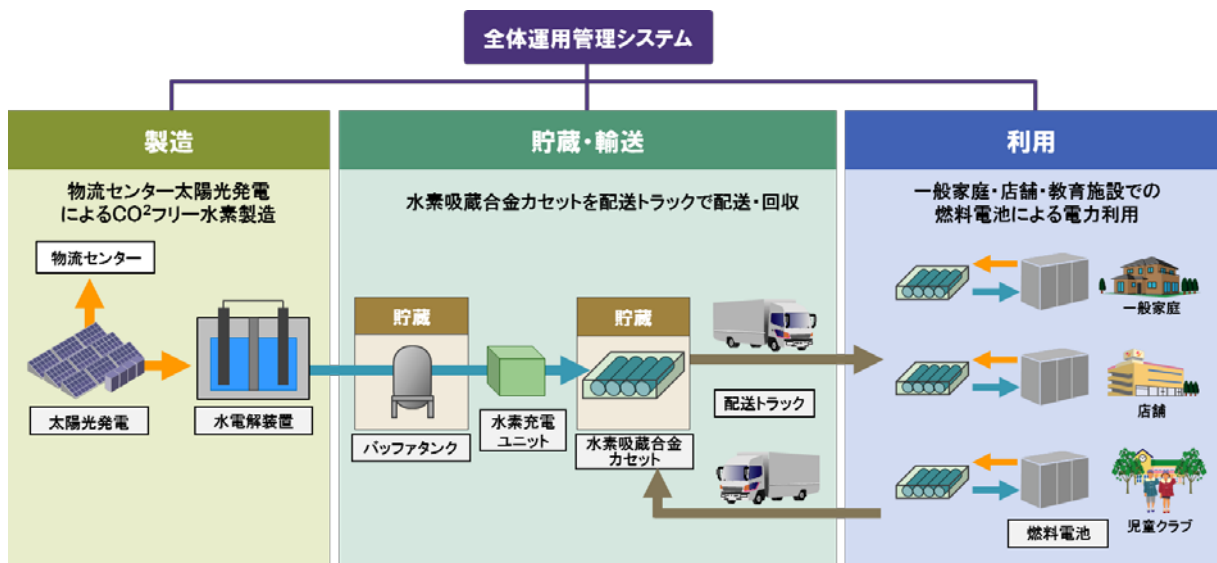 全体運用管理システム
製造
物流センター太陽光発電
によるCO²フリー水素製造
物流センター
太陽光発電
水電解装置
貯蔵・輸送
水素吸蔵合金カセットを配送トラックで配送・回収
貯蔵
バッファタンク
水素充電
ユニット
貯蔵
水素吸蔵合金
カセット
配送トラック
利用
一般家庭・店舗・教育施設での
燃料電池による電力利用
一般家庭
店舗
児童クラブ
燃料電池